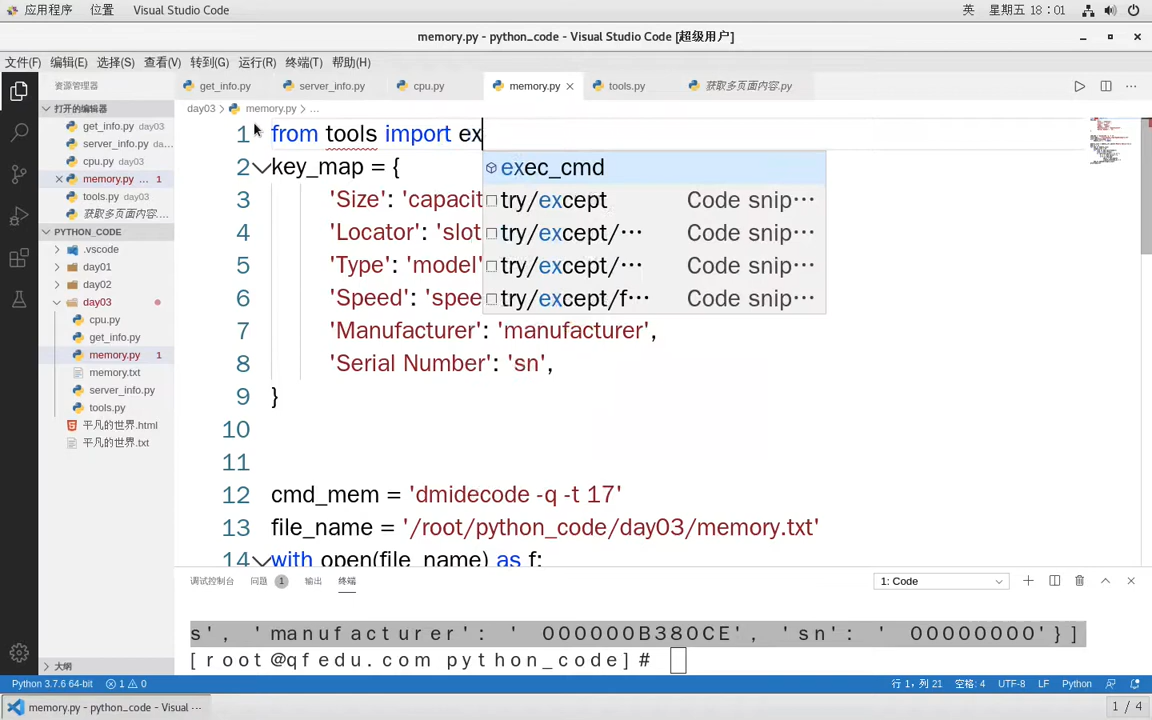 应用程序 位置 Visual Studio Code 英 星期五 18：01
memory.py - python_code - Visual Studio Code [超级用户]
文件(F) 编辑(E) 选择(S) 查看(V) 转到(G) 运行(R) 终端(T) 帮助(H)
资源管理器 get_info.py server_info.py cpu.py memory.py tools.py 获取多页面内容.py
打开的编辑器 day03 > memory.py > ...
get_info.py day03
server_info.py da...
cpu.py day03
memory.py ... 1
tools.py day03
获取多页面内容....
PYTHON_CODE
.vscode
day01
day02
day03
cpu.py
get_info.py
memory.py 1
memory.txt
server_info.py
tools.py
平凡的世界.html
平凡的世界.txt
大纲
1 from tools import ex
2 key_map = {
3 'Size': 'capacit
4 'Locator': 'slot
5 'Type': 'model'
6 'Speed': 'spee
7 'Manufacturer': 'manufacturer',
8 'Serial Number': 'sn',
9 }
10
11
12 cmd_mem = 'dmidecode -q -t 17'
13 file_name = '/root/python_code/day03/memory.txt'
14 with open(file_name) as f:
exec_cmd
try/except Code snip···
try/except/··· Code snip···
try/except/··· Code snip···
try/except/f··· Code snip···
调试控制台 问题 1 输出 终端 1: Code
s', 'manufacturer': ' 000000B380CE', 'sn': ' 00000000'}]
[root@qfedu.com python_code]#
Python 3.7.6 64-bit 1 0 行 1，列 21 空格: 4 UTF-8 LF Python
memory.py - python_code - Visual ··· 1 / 4